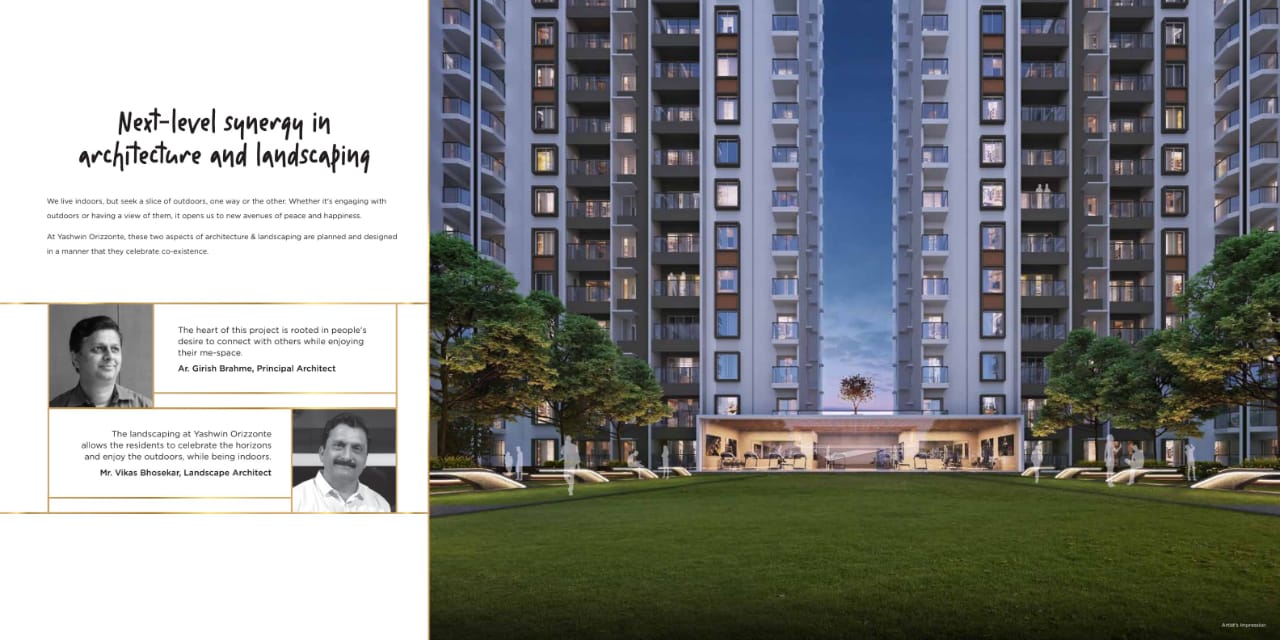 Next-level synergy in
architecture and landscaping
We live indoors, but seek a slice of outdoors, one way or the other. Whether it's engaging with
outdoors or having a view of them, it opens us to new avenues of peace and happiness.
At Yashwin Orizzonte, these two aspects of architecture & landscaping are planned and designed
in a manner that they celebrate co-existence.
The heart of this project is rooted in people's
desire to connect with others while enjoying
their me-space.
Ar. Girish Brahme, Principal Architect
The landscaping at Yashwin Orizzonte
allows the residents to celebrate the horizons
and enjoy the outdoors, while being indoors.
Mr. Vikas Bhosekar, Landscape Architect
Artist's Impression